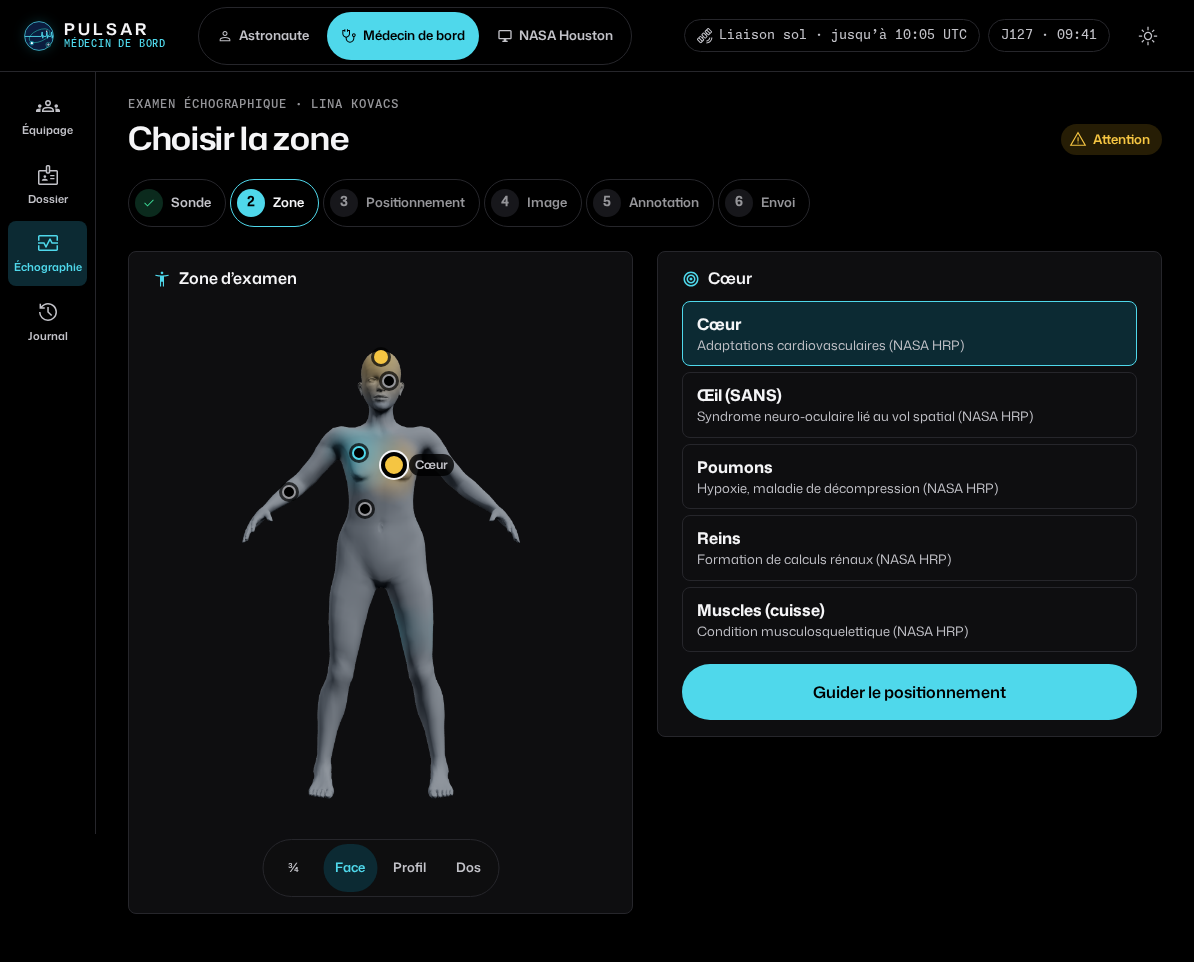 PULSAR
MÉDECIN DE BORD
Astronaute
Médecin de bord
NASA Houston
Liaison sol · jusqu’à 10:05 UTC
J127 · 09:41
Équipage
Dossier
Échographie
Journal
EXAMEN ÉCHOGRAPHIQUE · LINA KOVACS
Choisir la zone
Attention
Sonde
2 Zone
3 Positionnement
4 Image
5 Annotation
6 Envoi
Zone d’examen
Cœur
¾
Face
Profil
Dos
Cœur
Cœur
Adaptations cardiovasculaires (NASA HRP)
Œil (SANS)
Syndrome neuro-oculaire lié au vol spatial (NASA HRP)
Poumons
Hypoxie, maladie de décompression (NASA HRP)
Reins
Formation de calculs rénaux (NASA HRP)
Muscles (cuisse)
Condition musculosquelettique (NASA HRP)
Guider le positionnement